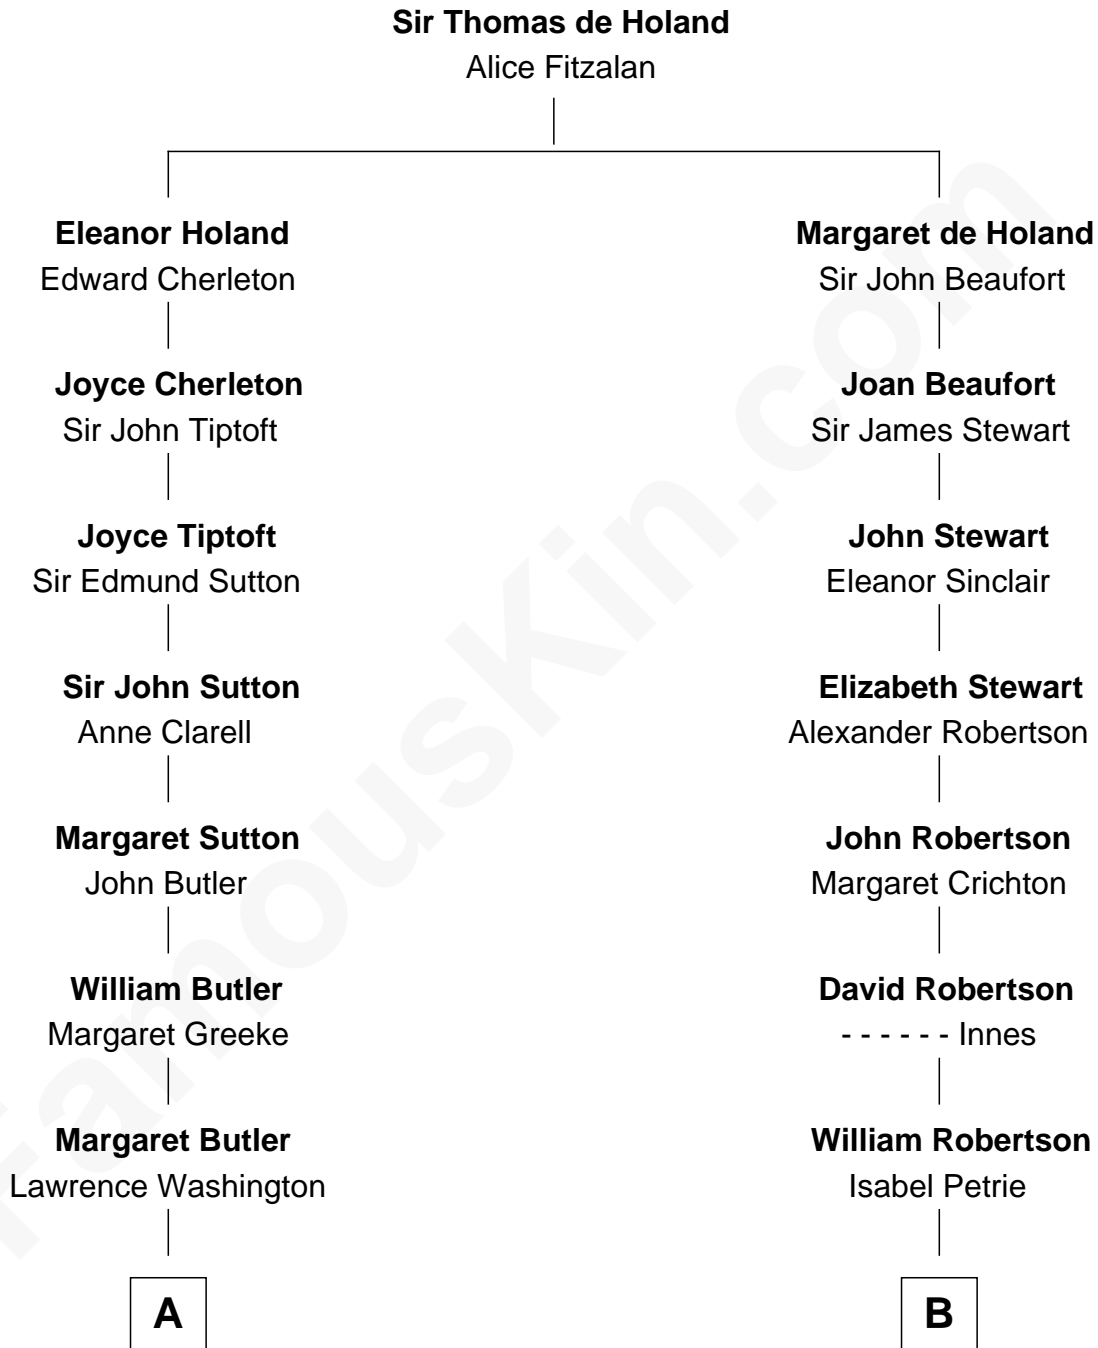 Sir Thomas de Holand
Alice Fitzalan
Eleanor Holand
Edward Cherleton
Joyce Cherleton
Sir John Tiptoft
Joyce Tiptoft
Sir Edmund Sutton
Sir John Sutton
Anne Clarell
Margaret Sutton
John Butler
William Butler
Margaret Greeke
Margaret Butler
Lawrence Washington
A
Margaret de Holand
Sir John Beaufort
Joan Beaufort
Sir James Stewart
John Stewart
Eleanor Sinclair
Elizabeth Stewart
Alexander Robertson
John Robertson
Margaret Crichton
David Robertson
- - - - - - Innes
William Robertson
Isabel Petrie
B
FamousKin.com